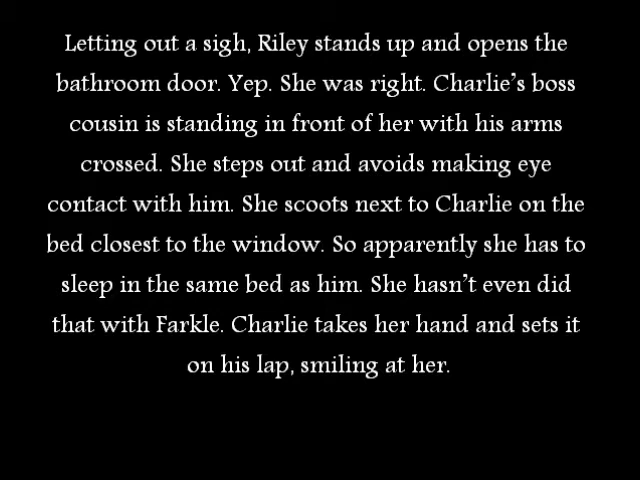 Letting out a sigh, Riley stands up and opens the
bathroom door. Yep. She was right. Charlie's boss
cousin is standing in front of her with his arms
crossed. She steps out and avoids making eye
contact with him. She scoots next to Charlie on the
bed closest to the window. So apparently she has to
sleep in the same bed as him. She hasn't even did
that with Farkle. Charlie takes her hand and sets it
on his lap, smiling at her.